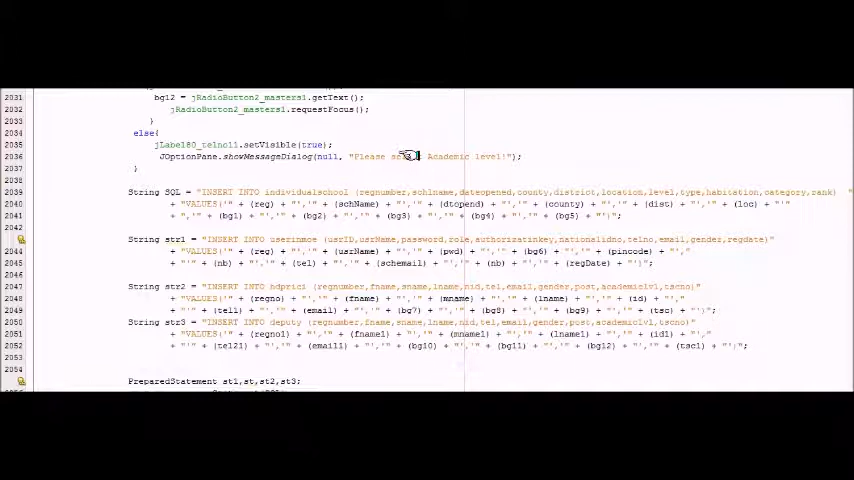 2031 bg12 = jRadioButton2_masters1.getText();
2032 jRadioButton2_masters1.requestFocus();
2033 }
2034 else{
2035 jLabel80_telno11.setVisible(true);
2036 JOptionPane.showMessageDialog(null, "Please Academic level!");
2037 }
2038
2039 String SQL = "INSERT INTO individualschool (regnumber,schlname,dateopened,county,district,location,level,type,habitation,category,rank) "
2040 + "VALUES('" + (reg) + "','" + (schName) + "','" + (dtopend) + "','" + (county) + "','" + (dist) + "','" + (loc) + "'"
2041 + ",'" + (bg1) + "','" + (bg2) + "','" + (bg3) + "','" + (bg4) + "','" + (bg5) + "')";
2042
String str1 = "INSERT INTO userinmoe (usrID,usrName,password,role,authorizatinkey,nationalidno,telno,email,gender,regdate)"
2044 + "VALUES('" + (reg) + "','" + (usrName) + "','" + (pwd) + "','" + (bg6) + "','" + (pincode) + "',"
2045 + "'" + (nb) + "','" + (tel) + "','" + (schemail) + "','" + (nb) + "','" + (regDate) + "')";
2046
2047 String str2 = "INSERT INTO hdprici (regnumber,fname,sname,lname,nid,tel,email,gender,post,academiclvl,tscno)"
2048 + "VALUES('" + (regno) + "','" + (fname) + "','" + (mname) + "','" + (lname) + "','" + (id) + "',"
2049 + "'" + (tel1) + "','" + (email) + "','" + (bg7) + "','" + (bg8) + "','" + (bg9) + "','" + (tsc) + "')";
2050 String str3 = "INSERT INTO deputy (regnumber,fname,sname,lname,nid,tel,email,gender,post,academiclvl,tscno)"
2051 + "VALUES('" + (regno1) + "','" + (fname1) + "','" + (mname1) + "','" + (lname1) + "','" + (id1) + "',"
2052 + "'" + (tel21) + "','" + (email1) + "','" + (bg10) + "','" + (bg11) + "','" + (bg12) + "','" + (tsc1) + "')";
2053
2054
PreparedStatement st1,st,st2,st3;